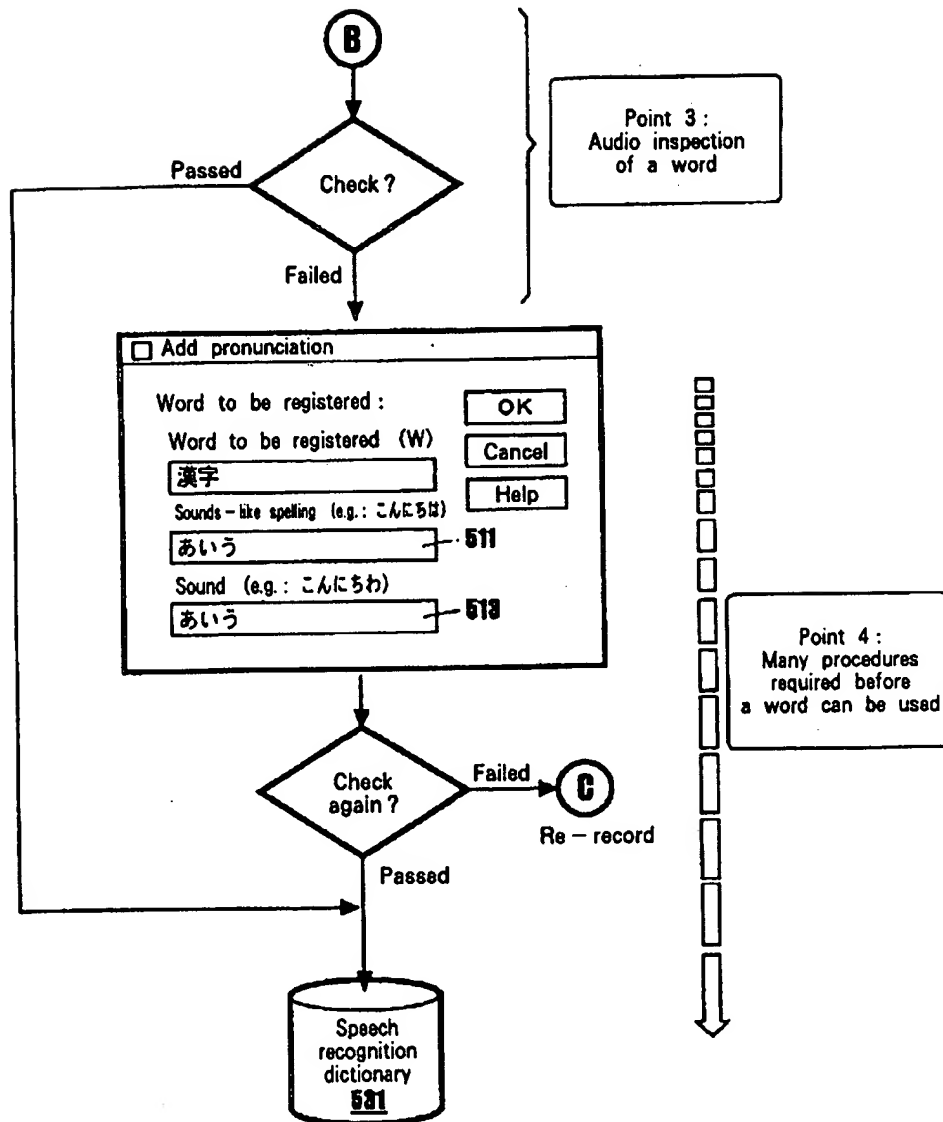 B
Point 3 :
Audio inspection
of a word
Passed
Check ?
Failed
Add pronunciation
Word to be registered :
OK
Word to be registered (W)
Cancel
漢字
Help
Sounds – like spelling (e.g. : こんにちは)
あいう
511
Sound (e.g. : こんにちわ)
あいう
513
Point 4 :
Many procedures
required before
a word can be used
Check
again ?
Failed
C
Re – record
Passed
Speech
recognition
dictionary
531